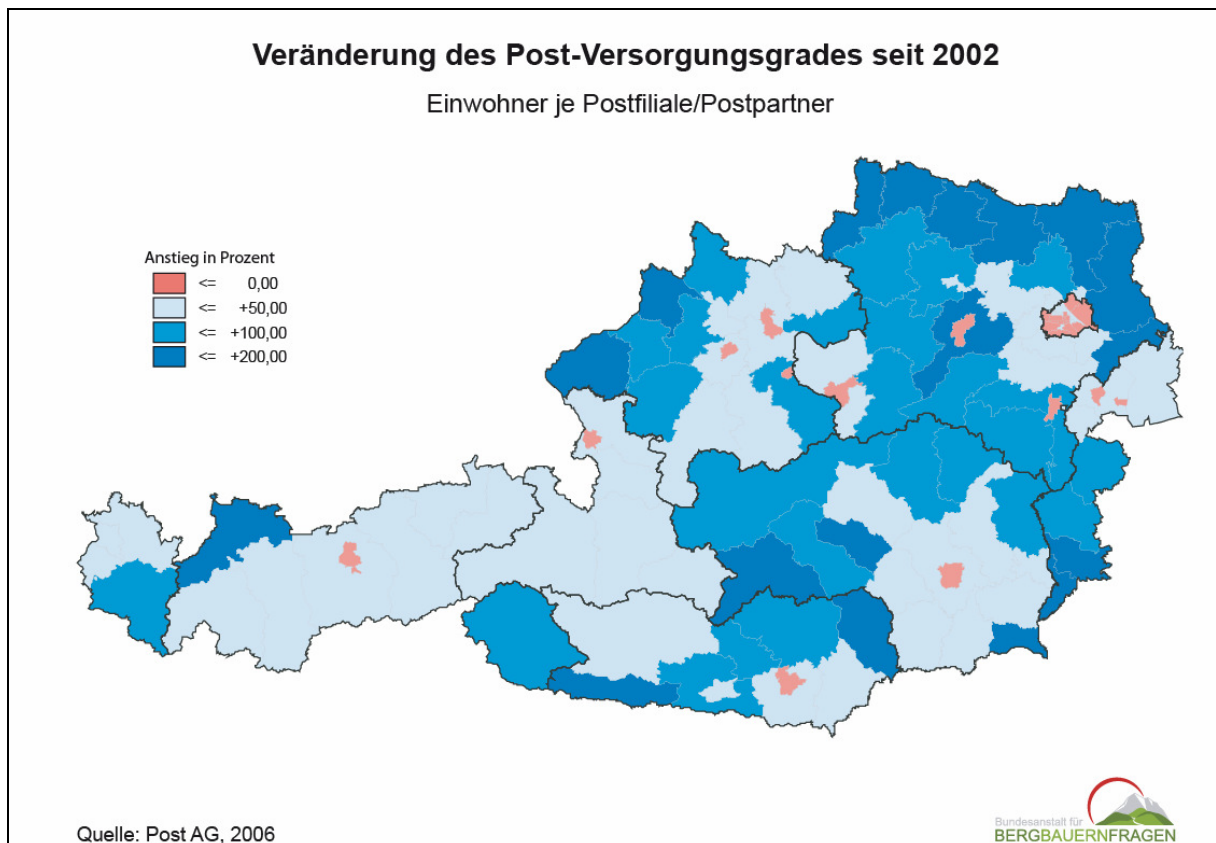 Veränderung des Post-Versorgungsgrades seit 2002
Einwohner je Postfiliale/Postpartner
Anstieg in Prozent
<= 0,00
<= +50,00
<= +100,00
<= +200,00
Quelle: Post AG, 2006
Bundesanstalt für
BERGBAUERNFRAGEN